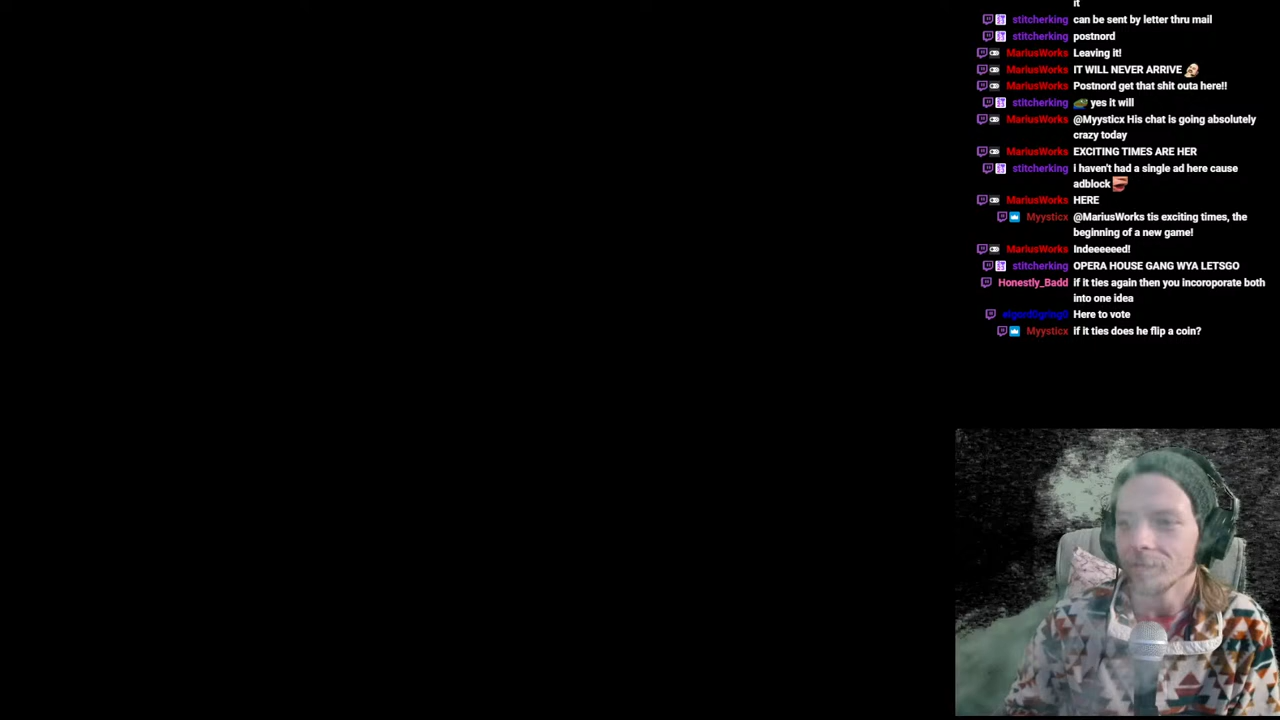 it
stitcherking can be sent by letter thru mail
stitcherking postnord
MariusWorks Leaving it!
MariusWorks IT WILL NEVER ARRIVE
MariusWorks Postnord get that shit outa here!!
stitcherking yes it will
MariusWorks @Myysticx His chat is going absolutely
crazy today
MariusWorks EXCITING TIMES ARE HER
stitcherking i haven't had a single ad here cause
adblock
MariusWorks HERE
Myysticx @MariusWorks tis exciting times, the
beginning of a new game!
MariusWorks Indeeeeeed!
stitcherking OPERA HOUSE GANG WYA LETSGO
Honestly_Badd if it ties again then you incoroporate both
into one idea
Here to vote
Myysticx if it ties does he flip a coin?